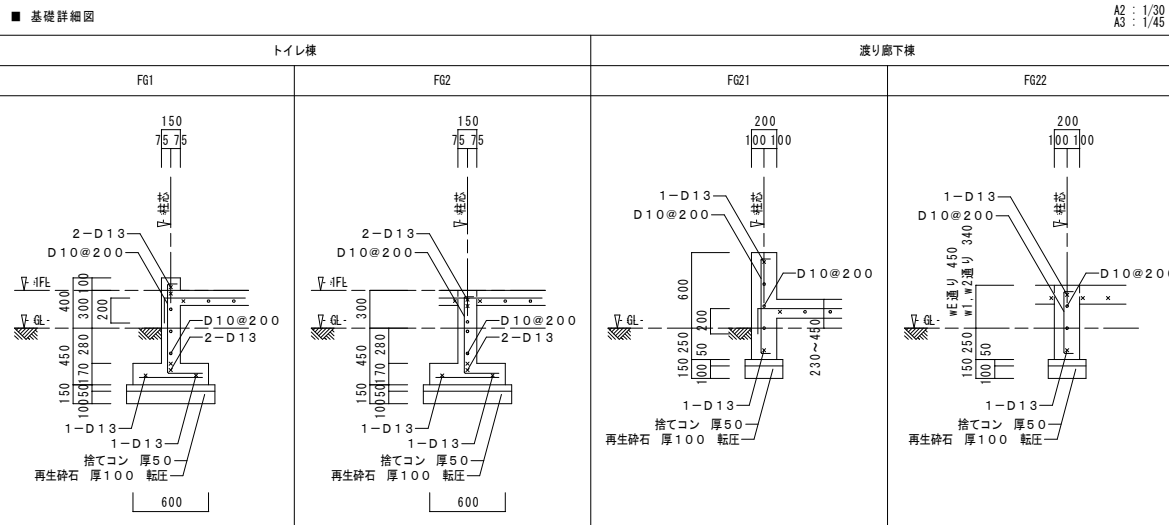 ■ 基礎詳細図
A2 : 1/30
A3 : 1/45
トイレ棟
渡り廊下棟
FG1
FG2
FG21
FG22
150
75 75
柱芯
2-D13
D10@200
1FL
GL
400
100
300
200
450
280
170
150
50
100
D10@200
2-D13
1-D13
1-D13
捨てコン 厚50
再生砕石 厚100 転圧
600
150
75 75
柱芯
2-D13
D10@200
1FL
GL
300
450
280
170
150
50
100
D10@200
2-D13
1-D13
1-D13
捨てコン 厚50
再生砕石 厚100 転圧
600
200
100 100
柱芯
1-D13
D10@200
D10@200
GL
600
200
250
50
150
100
230~450
1-D13
捨てコン 厚50
再生砕石 厚100 転圧
200
100 100
柱芯
1-D13
D10@200
D10@200
GL
wE通り 450
w1,w2通り 340
250
50
150
100
1-D13
捨てコン 厚50
再生砕石 厚100 転圧